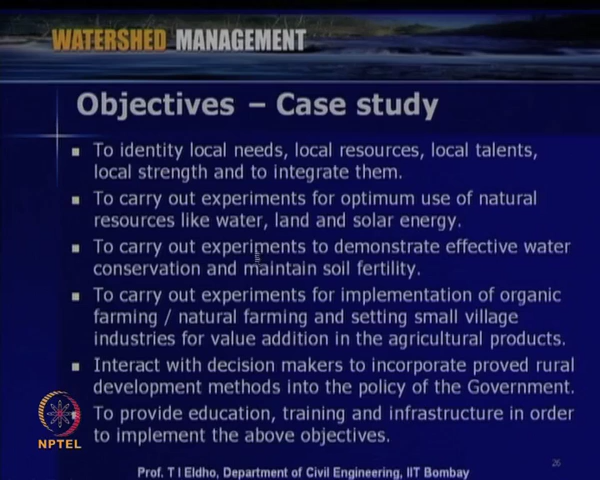 WATERSHED MANAGEMENT
Objectives – Case study
To identity local needs, local resources, local talents,
local strength and to integrate them.
To carry out experiments for optimum use of natural
resources like water, land and solar energy.
To carry out experiments to demonstrate effective water
conservation and maintain soil fertility.
To carry out experiments for implementation of organic
farming / natural farming and setting small village
industries for value addition in the agricultural products.
Interact with decision makers to incorporate proved rural
development methods into the policy of the Government.
To provide education, training and infrastructure in order
to implement the above objectives.
NPTEL
Prof. T I Eldho, Department of Civil Engineering, IIT Bombay
26